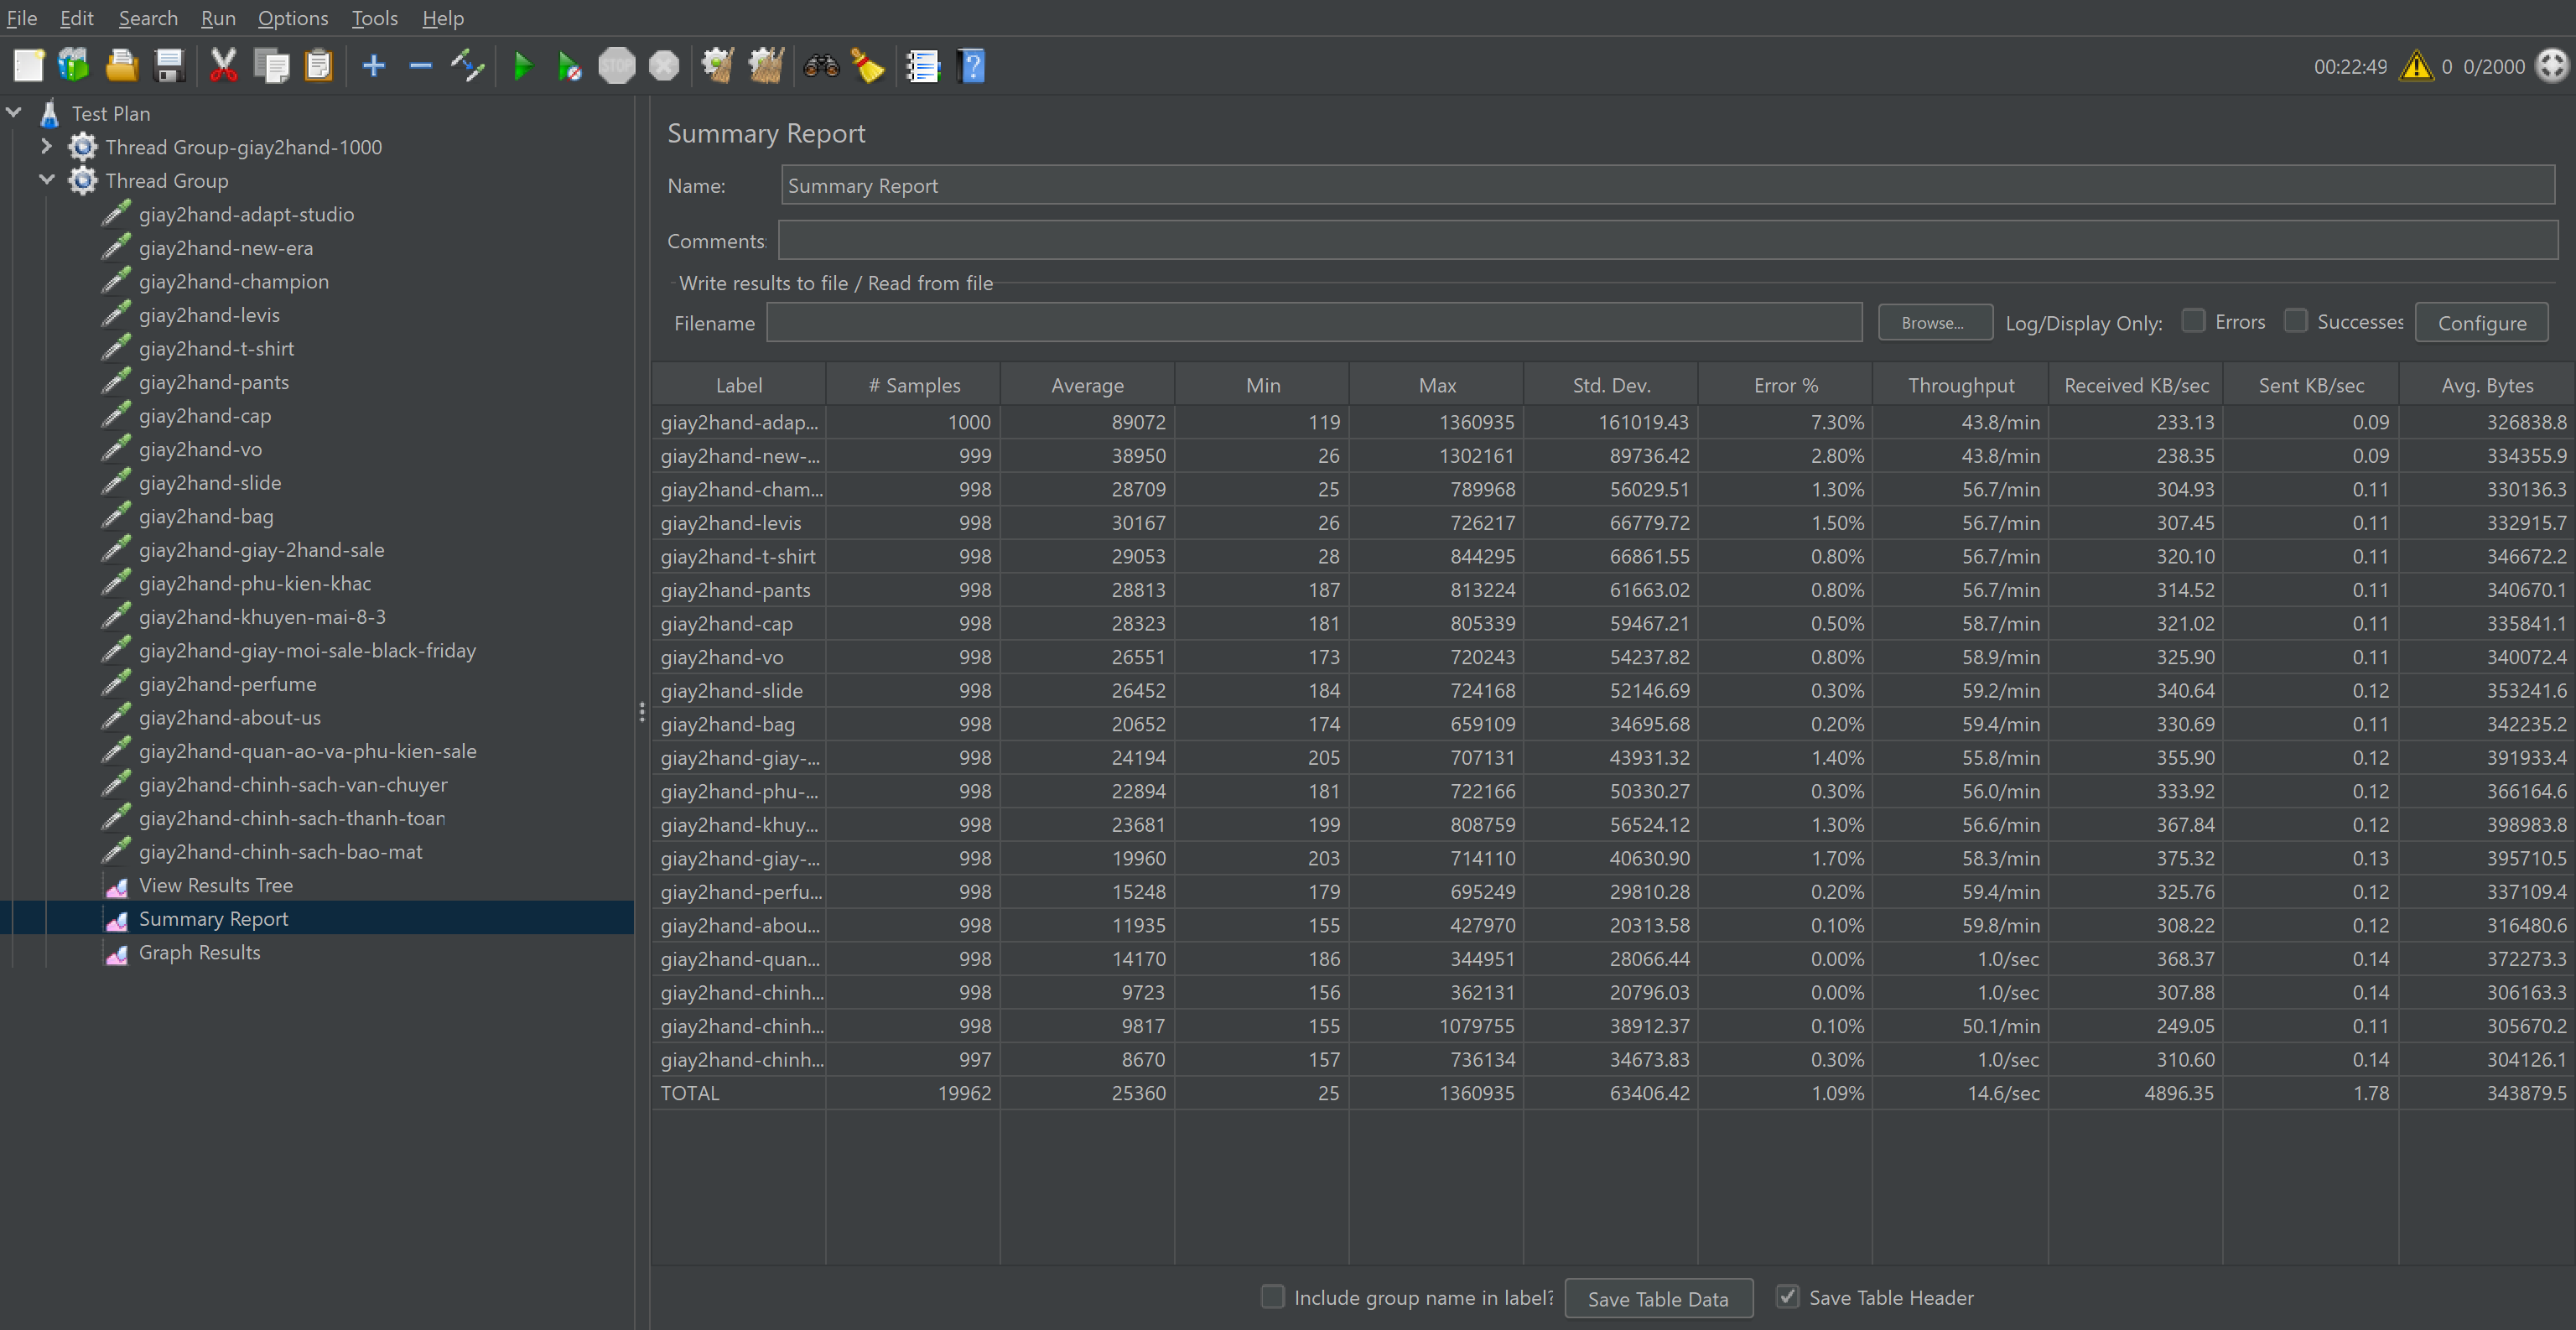 File Edit Search Run Options Tools Help
STOP
00:22:49 0 0/2000
Test Plan
Thread Group-giay2hand-1000
Thread Group
giay2hand-adapt-studio
giay2hand-new-era
giay2hand-champion
giay2hand-levis
giay2hand-t-shirt
giay2hand-pants
giay2hand-cap
giay2hand-vo
giay2hand-slide
giay2hand-bag
giay2hand-giay-2hand-sale
giay2hand-phu-kien-khac
giay2hand-khuyen-mai-8-3
giay2hand-giay-moi-sale-black-friday
giay2hand-perfume
giay2hand-about-us
giay2hand-quan-ao-va-phu-kien-sale
giay2hand-chinh-sach-van-chuyer
giay2hand-chinh-sach-thanh-toan
giay2hand-chinh-sach-bao-mat
View Results Tree
Summary Report
Graph Results
Summary Report
Name: Summary Report
Comments:
Write results to file / Read from file
Filename Browse... Log/Display Only: Errors Successes Configure
Label # Samples Average Min Max Std. Dev. Error % Throughput Received KB/sec Sent KB/sec Avg. Bytes
giay2hand-adap... 1000 89072 119 1360935 161019.43 7.30% 43.8/min 233.13 0.09 326838.8
giay2hand-new-... 999 38950 26 1302161 89736.42 2.80% 43.8/min 238.35 0.09 334355.9
giay2hand-cham... 998 28709 25 789968 56029.51 1.30% 56.7/min 304.93 0.11 330136.3
giay2hand-levis 998 30167 26 726217 66779.72 1.50% 56.7/min 307.45 0.11 332915.7
giay2hand-t-shirt 998 29053 28 844295 66861.55 0.80% 56.7/min 320.10 0.11 346672.2
giay2hand-pants 998 28813 187 813224 61663.02 0.80% 56.7/min 314.52 0.11 340670.1
giay2hand-cap 998 28323 181 805339 59467.21 0.50% 58.7/min 321.02 0.11 335841.1
giay2hand-vo 998 26551 173 720243 54237.82 0.80% 58.9/min 325.90 0.11 340072.4
giay2hand-slide 998 26452 184 724168 52146.69 0.30% 59.2/min 340.64 0.12 353241.6
giay2hand-bag 998 20652 174 659109 34695.68 0.20% 59.4/min 330.69 0.11 342235.2
giay2hand-giay-... 998 24194 205 707131 43931.32 1.40% 55.8/min 355.90 0.12 391933.4
giay2hand-phu-... 998 22894 181 722166 50330.27 0.30% 56.0/min 333.92 0.12 366164.6
giay2hand-khuy... 998 23681 199 808759 56524.12 1.30% 56.6/min 367.84 0.12 398983.8
giay2hand-giay-... 998 19960 203 714110 40630.90 1.70% 58.3/min 375.32 0.13 395710.5
giay2hand-perfu... 998 15248 179 695249 29810.28 0.20% 59.4/min 325.76 0.12 337109.4
giay2hand-abou... 998 11935 155 427970 20313.58 0.10% 59.8/min 308.22 0.12 316480.6
giay2hand-quan... 998 14170 186 344951 28066.44 0.00% 1.0/sec 368.37 0.14 372273.3
giay2hand-chinh... 998 9723 156 362131 20796.03 0.00% 1.0/sec 307.88 0.14 306163.3
giay2hand-chinh... 998 9817 155 1079755 38912.37 0.10% 50.1/min 249.05 0.11 305670.2
giay2hand-chinh... 997 8670 157 736134 34673.83 0.30% 1.0/sec 310.60 0.14 304126.1
TOTAL 19962 25360 25 1360935 63406.42 1.09% 14.6/sec 4896.35 1.78 343879.5
Include group name in label? Save Table Data Save Table Header